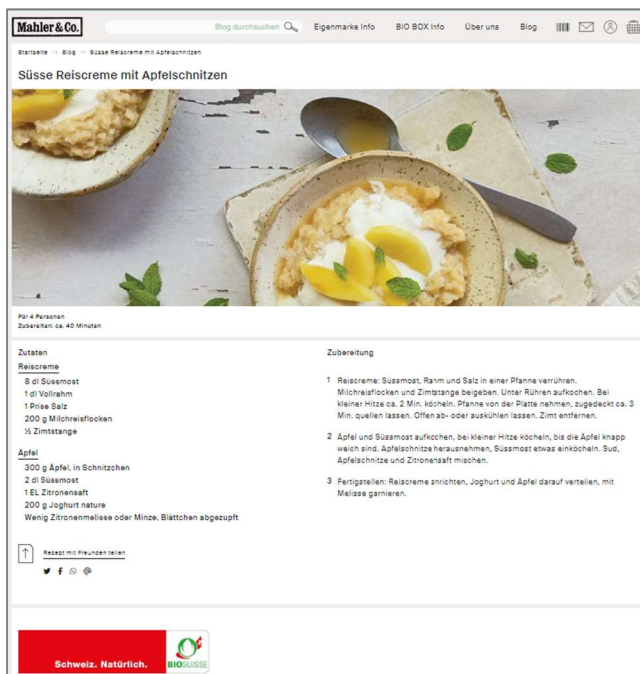 Mahler & Co.
Blog durchsuchen
Eigenmarke Info
BIO BOX Info
Über uns
Blog
Startseite → Blog → Süsse Reiscreme mit Apfelschnitzen
Süsse Reiscreme mit Apfelschnitzen
Für 4 Personen
Zubereiten: ca. 40 Minuten
Zutaten
Reiscreme
8 dl Süssmost
1 dl Vollrahm
1 Prise Salz
200 g Milchreisflocken
½ Zimtstange
Äpfel
300 g Äpfel, in Schnitzchen
2 dl Süssmost
1 EL Zitronensaft
200 g Joghurt nature
Wenig Zitronenmelisse oder Minze, Blättchen abgezupft
Rezept mit Freunden teilen
Zubereitung
1 Reiscreme: Süssmost, Rahm und Salz in einer Pfanne verrühren.
Milchreisflocken und Zimtstange beigeben. Unter Rühren aufkochen. Bei
kleiner Hitze ca. 2 Min. köcheln. Pfanne von der Platte nehmen, zugedeckt ca. 3
Min. quellen lassen. Offen ab- oder auskühlen lassen. Zimt entfernen.
2 Äpfel und Süssmost aufkochen, bei kleiner Hitze köcheln, bis die Äpfel knapp
weich sind. Apfelschnitze herausnehmen, Süssmost etwas einköcheln. Sud,
Apfelschnitze und Zitronensaft mischen.
3 Fertigstellen: Reiscreme anrichten, Joghurt und Äpfel darauf verteilen, mit
Melisse garnieren.
Schweiz. Natürlich.
BIOSUISSE